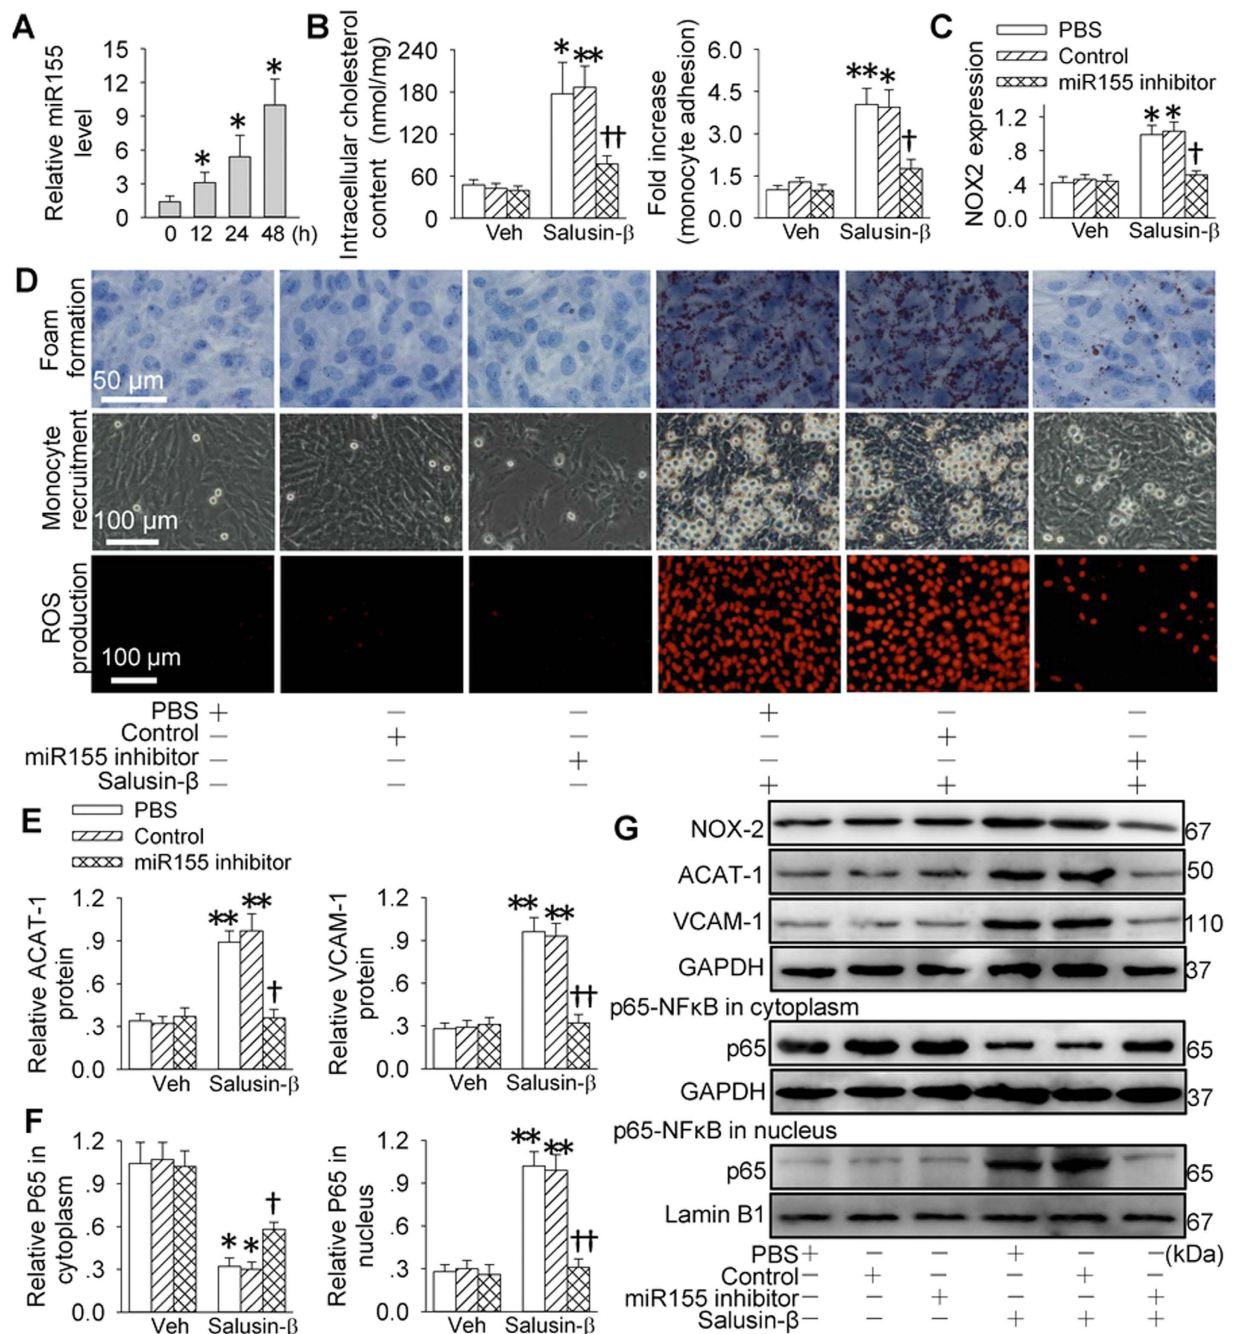 A
Relative miR155
level
15
12
9
6
3
0
*
*
*
0 12 24 48 (h)
B
Intracellular cholesterol
content (nmol/mg)
240
180
120
60
0
* **
††
Veh Salusin-β
Fold increase
(monocyte adhesion)
6.0
4.5
3.0
1.5
0.0
** *
†
Veh Salusin-β
C
PBS
Control
miR155 inhibitor
NOX2 expression
1.2
.8
.4
0.0
* *
†
Veh Salusin-β
D
Foam
formation
50 µm
Monocyte
recruitment
100 µm
ROS
production
100 µm
PBS + — — + — —
Control — + — — + —
miR155 inhibitor — — + — — +
Salusin-β — — — + + +
E
PBS
Control
miR155 inhibitor
Relative ACAT-1
protein
1.2
.9
.6
.3
0.0
** **
†
Veh Salusin-β
Relative VCAM-1
protein
1.2
.9
.6
.3
0.0
** **
††
Veh Salusin-β
F
Relative P65 in
cytoplasm
1.2
.9
.6
.3
0.0
* *
†
Veh Salusin-β
Relative P65 in
nucleus
1.2
.9
.6
.3
0.0
** **
††
Veh Salusin-β
G
NOX-2 67
ACAT-1 50
VCAM-1 110
GAPDH 37
p65-NFκB in cytoplasm
p65 65
GAPDH 37
p65-NFκB in nucleus
p65 65
Lamin B1 67
PBS + — — + — — (kDa)
Control — + — — + —
miR155 inhibitor — — + — — +
Salusin-β — — — + + +